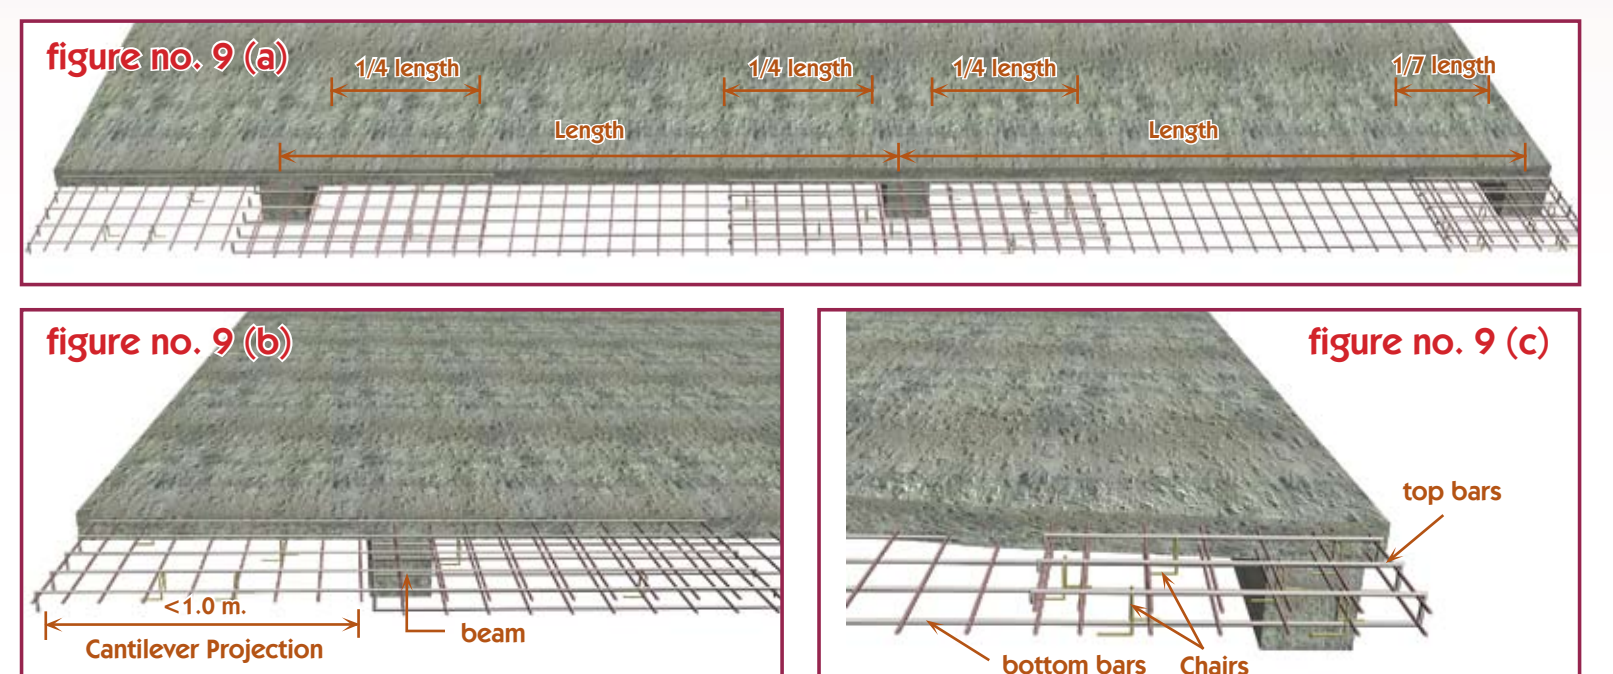 figure no. 9 (a)
1/4 length
1/4 length
1/4 length
1/7 length
Length
Length
figure no. 9 (b)
<1.0 m.
Cantilever Projection
beam
figure no. 9 (c)
top bars
bottom bars
Chairs